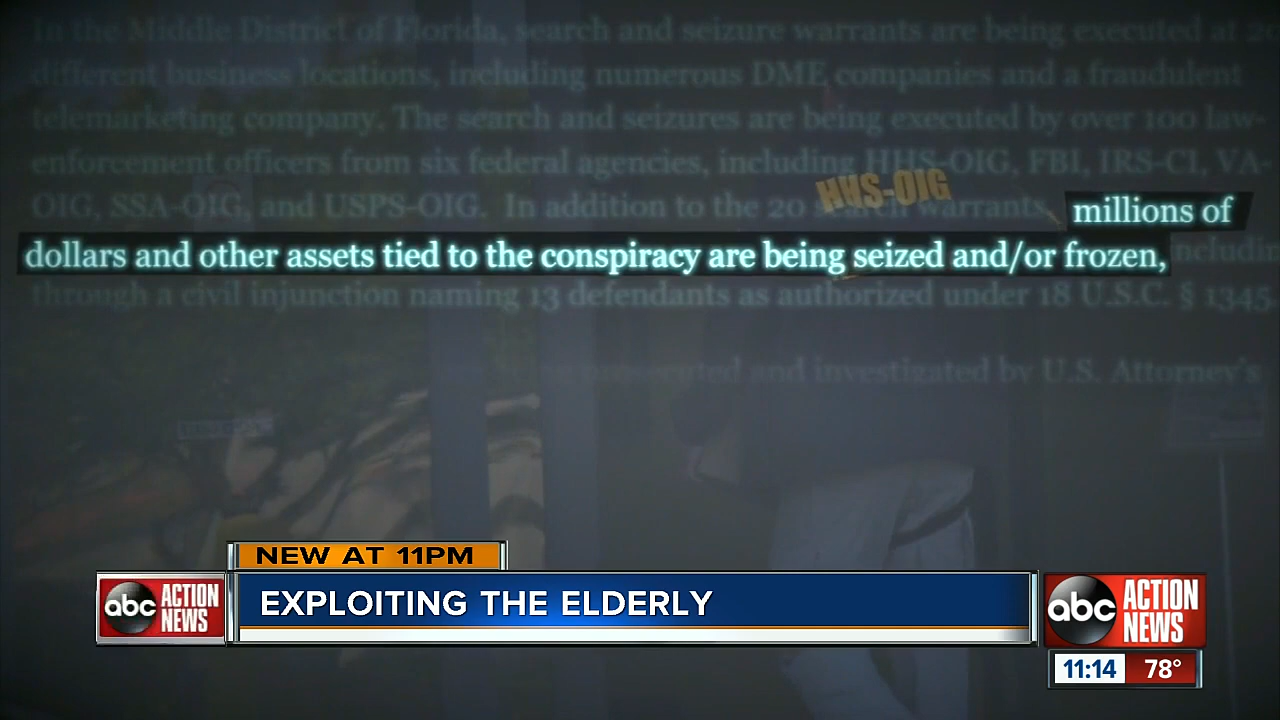 In the Middle District of Florida, search and seizure warrants are being executed at 20
different business locations, including numerous DME companies and a fraudulent
telemarketing company. The search and seizures are being executed by over 100 law-
enforcement officers from six federal agencies, including HHS-OIG, FBI, IRS-CI, VA-
OIG, SSA-OIG, and USPS-OIG. In addition to the 20 search warrants, millions of
dollars and other assets tied to the conspiracy are being seized and/or frozen,
through a civil injunction naming 13 defendants as authorized under 18 U.S.C. § 1345.
and investigated by U.S. Attorney's
HHS-OIG
NEW AT 11PM
EXPLOITING THE ELDERLY
abc ACTION NEWS
abc ACTION NEWS
11:14 78°